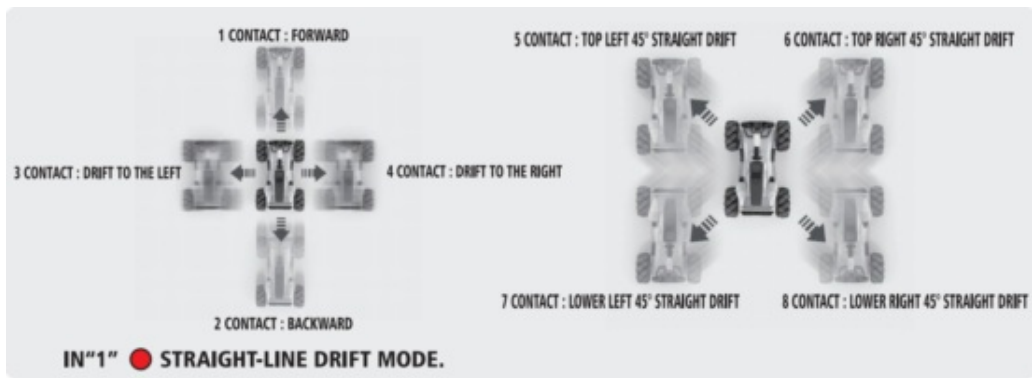 1 CONTACT : FORWARD
3 CONTACT : DRIFT TO THE LEFT
4 CONTACT : DRIFT TO THE RIGHT
2 CONTACT : BACKWARD
5 CONTACT : TOP LEFT 45° STRAIGHT DRIFT
6 CONTACT : TOP RIGHT 45° STRAIGHT DRIFT
7 CONTACT : LOWER LEFT 45° STRAIGHT DRIFT
8 CONTACT : LOWER RIGHT 45° STRAIGHT DRIFT
IN"1" STRAIGHT-LINE DRIFT MODE.